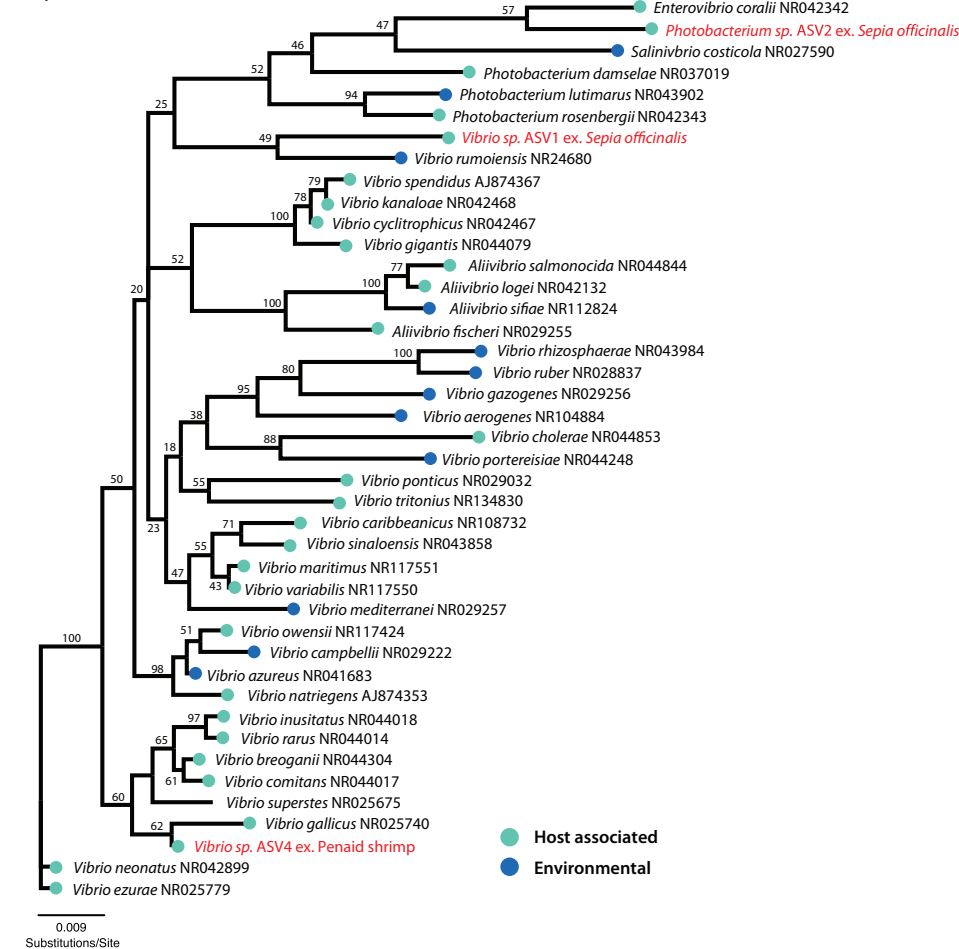 57
Enterovibrio coralii NR042342
47
Photobacterium sp. ASV2 ex. Sepia officinalis
46
Salinivbrio costicola NR027590
52
Photobacterium damselae NR037019
94
Photobacterium lutimarus NR043902
25
Photobacterium rosenbergii NR042343
49
Vibrio sp. ASV1 ex. Sepia officinalis
Vibrio rumoiensis NR24680
79
Vibrio spendidus AJ874367
78
Vibrio kanaloae NR042468
100
Vibrio cyclitrophicus NR042467
Vibrio gigantis NR044079
52
77
Aliivibrio salmonocida NR044844
100
Aliivibrio logei NR042132
20
100
Aliivibrio sifiae NR112824
Aliivibrio fischeri NR029255
100
Vibrio rhizosphaerae NR043984
80
Vibrio ruber NR028837
95
Vibrio gazogenes NR029256
38
Vibrio aerogenes NR104884
88
Vibrio cholerae NR044853
18
Vibrio portereisiae NR044248
50
55
Vibrio ponticus NR029032
Vibrio tritonius NR134830
23
71
Vibrio caribbeanicus NR108732
55
Vibrio sinaloensis NR043858
47
Vibrio maritimus NR117551
43
Vibrio variabilis NR117550
Vibrio mediterranei NR029257
51
Vibrio owensii NR117424
100
Vibrio campbellii NR029222
98
Vibrio azureus NR041683
Vibrio natriegens AJ874353
97
Vibrio inusitatus NR044018
65
Vibrio rarus NR044014
Vibrio breoganii NR044304
61
Vibrio comitans NR044017
60
Vibrio superstes NR025675
62
Vibrio gallicus NR025740
Vibrio sp. ASV4 ex. Penaid shrimp
Vibrio neonatus NR042899
Vibrio ezurae NR025779
Host associated
Environmental
0.009
Substitutions/Site